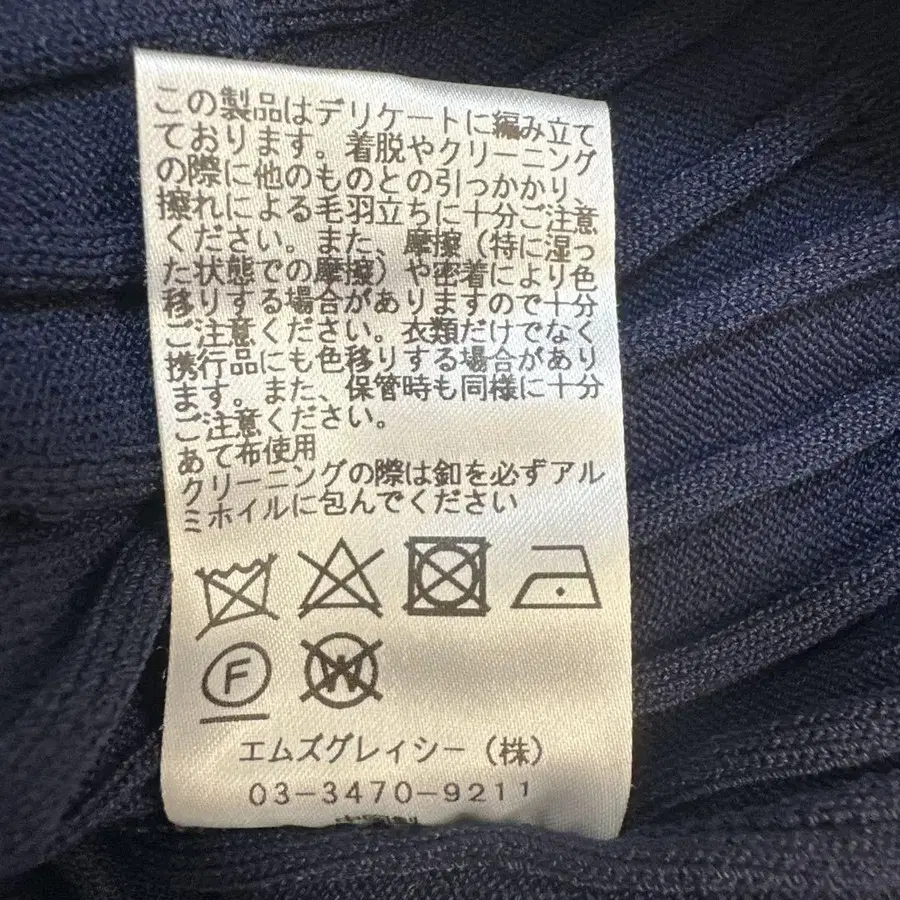 この製品はデリケートに編み立て
ております。着脱やクリーニング
の際に他のものとの引っかかり、
擦れによる毛羽立ちに十分ご注意
ください。また、摩擦（特に湿っ
た状態での摩擦）や密着により色
移りする場合がありますので十分
ご注意ください。衣類だけでなく
携行品にも色移りする場合があり
ます。また、保管時も同様に十分
ご注意ください。
あて布使用
クリーニングの際は釦を必ずアル
ミホイルに包んでください
F
W
エムズグレイシー（株）
03-3470-9211